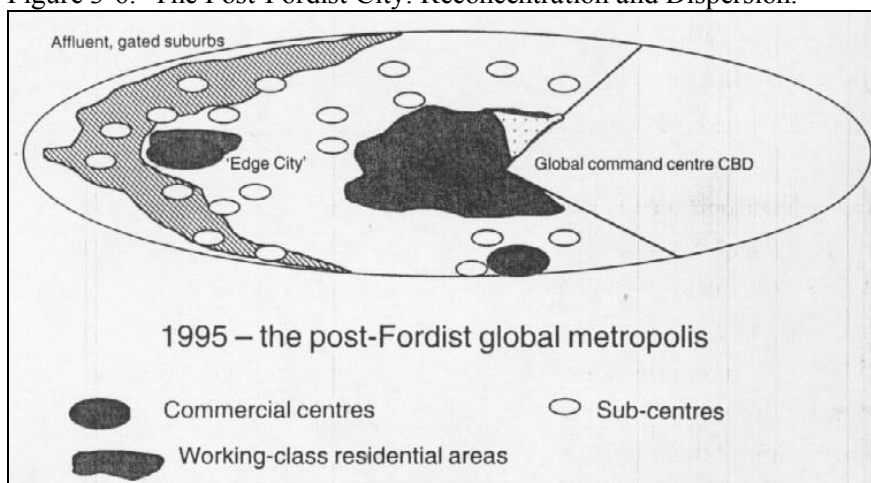 Figure 3-6: The Post-Fordist City: Reconcentration and Dispersion.
Affluent, gated suburbs
'Edge City'
Global command centre CBD
1995 – the post-Fordist global metropolis
Commercial centres
Sub-centres
Working-class residential areas